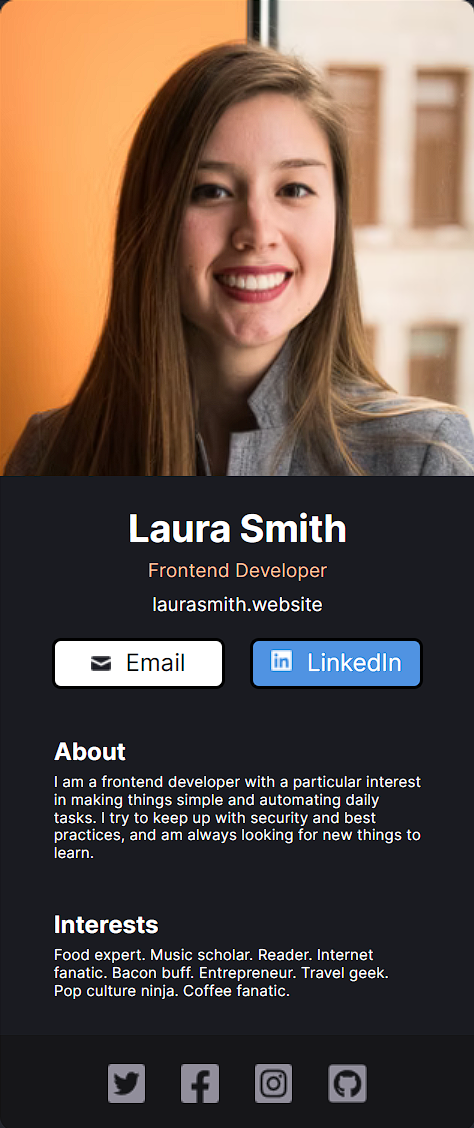 Laura Smith
Frontend Developer
laurasmith.website
Email
LinkedIn
About
I am a frontend developer with a particular interest
in making things simple and automating daily
tasks. I try to keep up with security and best
practices, and am always looking for new things to
learn.
Interests
Food expert. Music scholar. Reader. Internet
fanatic. Bacon buff. Entrepreneur. Travel geek.
Pop culture ninja. Coffee fanatic.